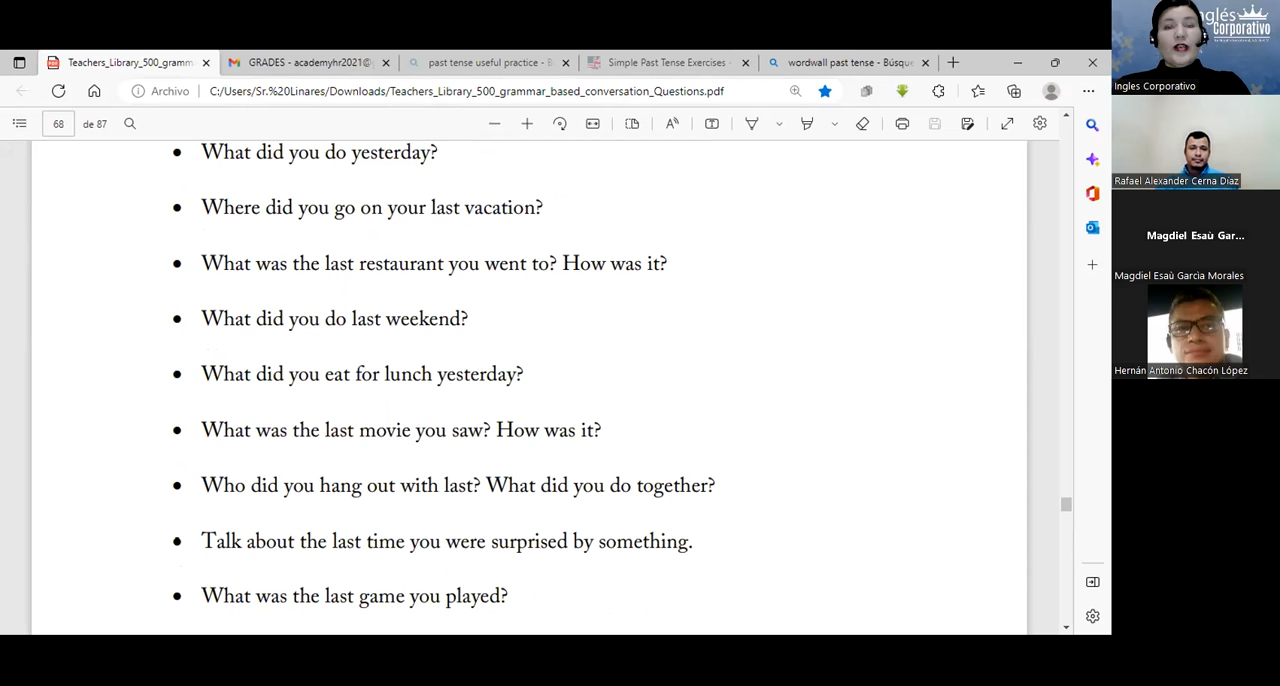 Teachers_Library_500_gramm
GRADES - academyhr2021@
past tense useful practice - B
Simple Past Tense Exercises -
wordwall past tense - Búsque
Archivo
C:/Users/Sr.%20Linares/Downloads/Teachers_Library_500_grammar_based_conversation_Questions.pdf
68
de 87
What did you do yesterday?
Where did you go on your last vacation?
What was the last restaurant you went to? How was it?
What did you do last weekend?
What did you eat for lunch yesterday?
What was the last movie you saw? How was it?
Who did you hang out with last? What did you do together?
Talk about the last time you were surprised by something.
What was the last game you played?
Inglés
Corporativo
Ingles Corporativo
Rafael Alexander Cerna Díaz
Magdiel Esaù Gar...
Magdiel Esaù Garcìa Morales
Hernán Antonio Chacón López